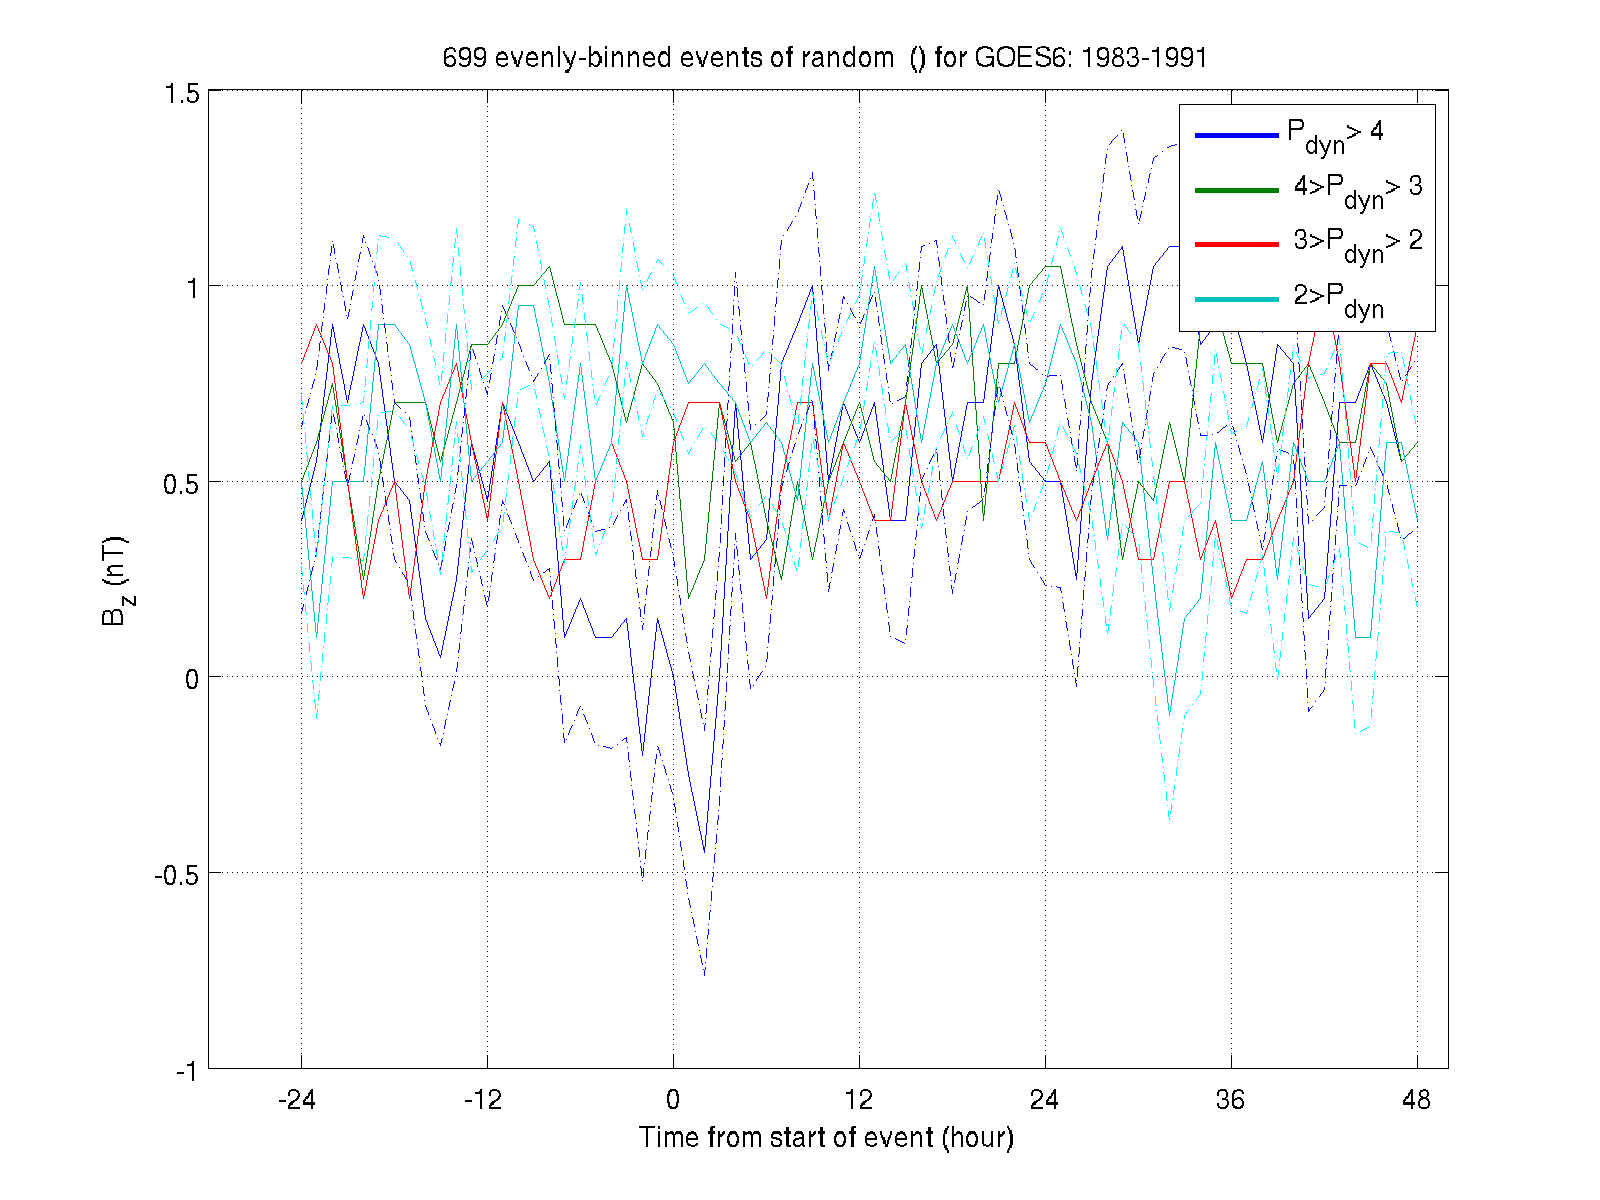 699 evenly-binned events of random () for GOES6: 1983-1991
1.5
1
0.5
0
-0.5
-1
B_z (nT)
P_dyn> 4
4>P_dyn> 3
3>P_dyn> 2
2>P_dyn
-24 -12 0 12 24 36 48
Time from start of event (hour)